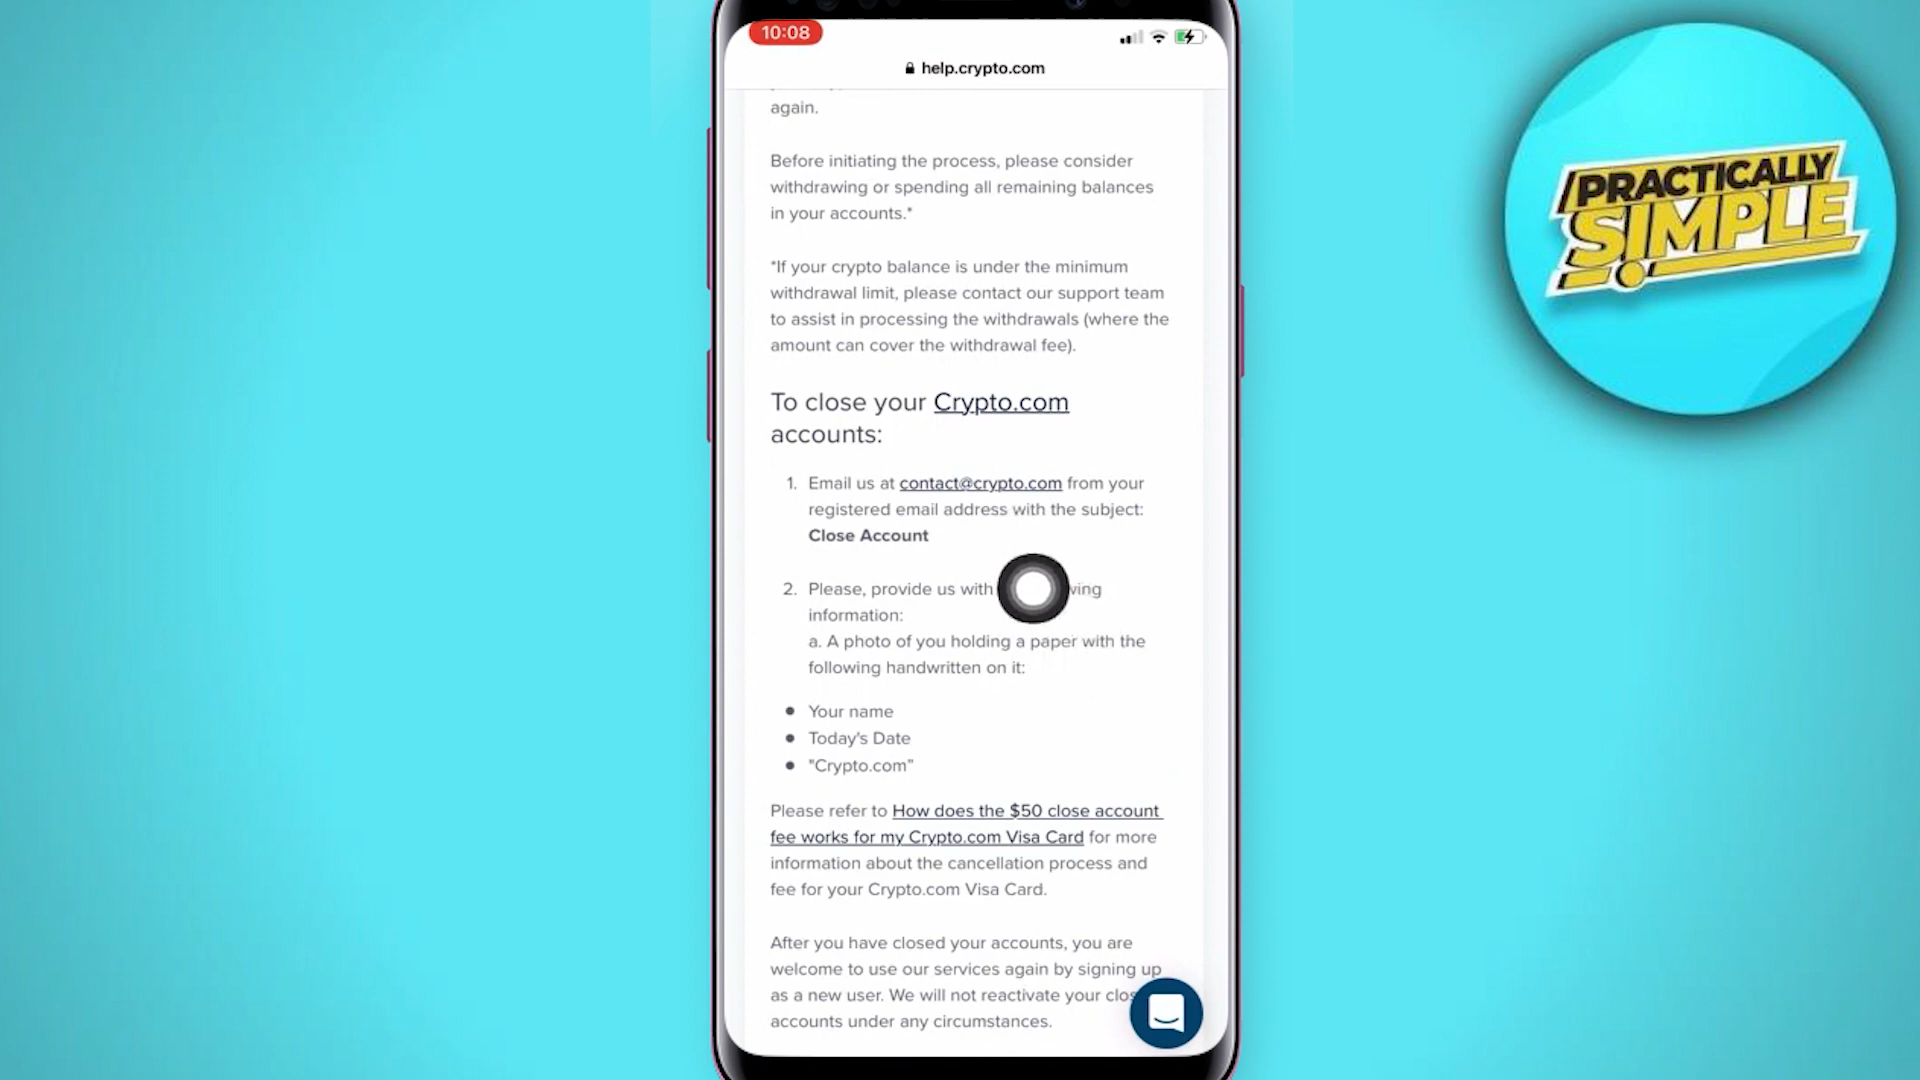 10:08
help.crypto.com
again.
Before initiating the process, please consider
withdrawing or spending all remaining balances
in your accounts.*
*If your crypto balance is under the minimum
withdrawal limit, please contact our support team
to assist in processing the withdrawals (where the
amount can cover the withdrawal fee).
To close your Crypto.com
accounts:
1. Email us at contact@crypto.com from your
registered email address with the subject:
Close Account
2. Please, provide us with wing
information:
a. A photo of you holding a paper with the
following handwritten on it:
• Your name
• Today's Date
• "Crypto.com"
Please refer to How does the $50 close account
fee works for my Crypto.com Visa Card for more
information about the cancellation process and
fee for your Crypto.com Visa Card.
After you have closed your accounts, you are
welcome to use our services again by signing up
as a new user. We will not reactivate your clos
accounts under any circumstances.
PRACTICALLY
SIMPLE